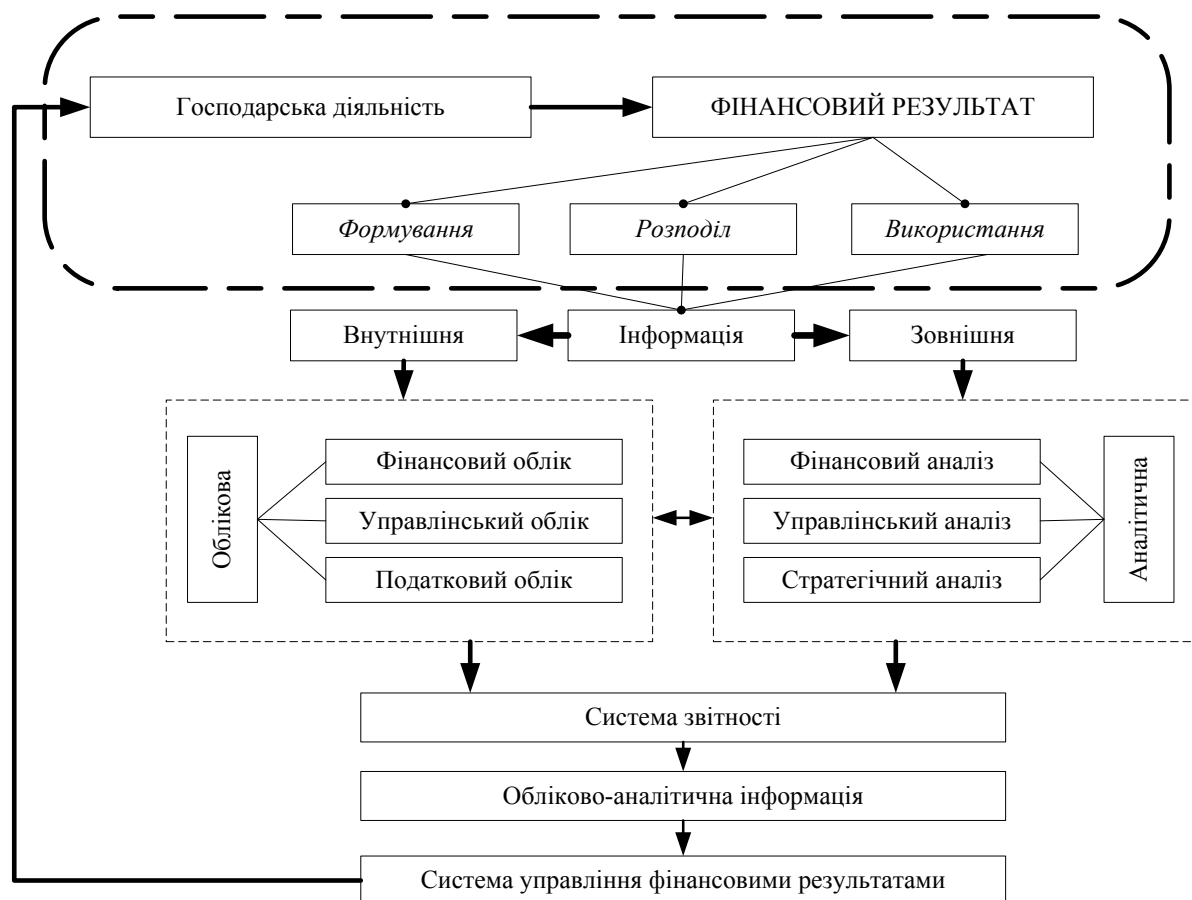 Господарська діяльність
ФІНАНСОВИЙ РЕЗУЛЬТАТ
Формування
Розподіл
Використання
Внутнішня
Інформація
Зовнішня
Облікова
Фінансовий облік
Управлінський облік
Податковий облік
Фінансовий аналіз
Управлінський аналіз
Стратегічний аналіз
Аналітична
Система звітності
Обліково-аналітична інформація
Система управління фінансовими результатами